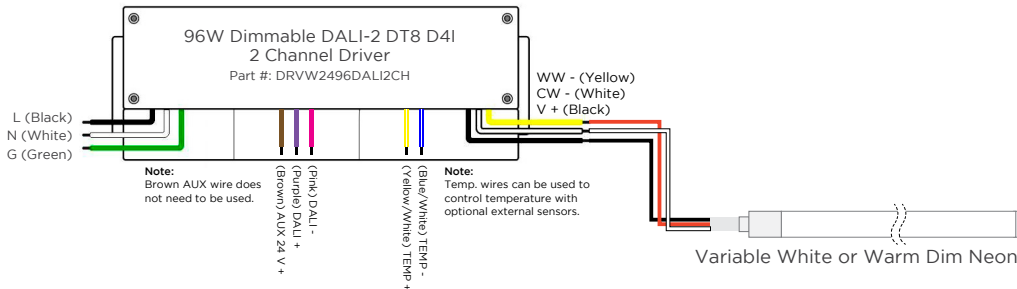 96W Dimmable DALI-2 DT8 D4I
2 Channel Driver
Part #: DRVW2496DALI2CH
WW - (Yellow)
CW - (White)
V + (Black)
L (Black)
N (White)
G (Green)
Note:
Brown AUX wire does
not need to be used.
(Brown) AUX 24 V +
(Purple) DALI +
(Pink) DALI -
(Yellow/White) TEMP +
(Blue/White) TEMP -
Note:
Temp. wires can be used to
control temperature with
optional external sensors.
Variable White or Warm Dim Neon